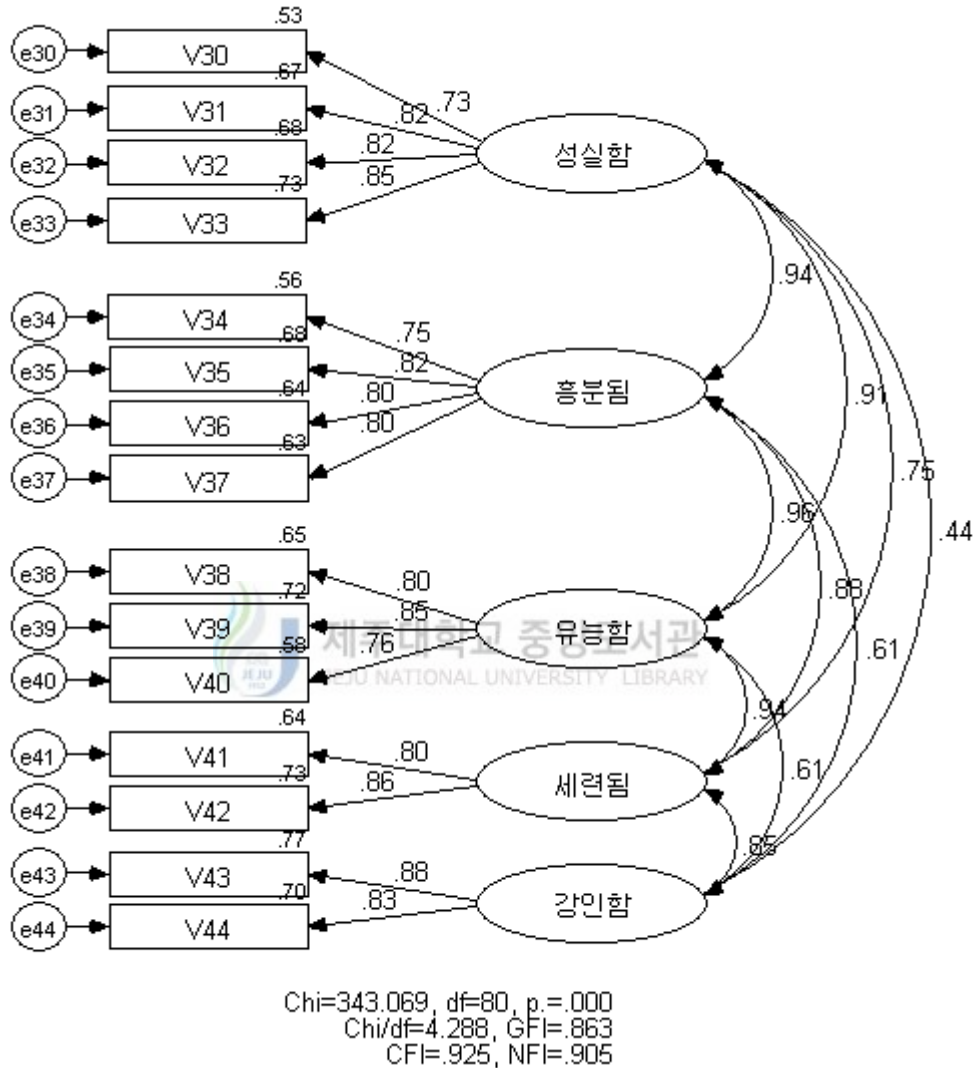 .53
e30 V30
.73
.67
e31 V31
.82
.68
e32 V32
.82
성실함
.73
e33 V33
.85
.94
.56
e34 V34
.75
.68
e35 V35
.82
.64
흥분됨
.91
e36 V36
.80
.63
e37 V37
.80
.75
.96
.44
.65
e38 V38
.80
.88
.72
e39 V39
.85
유능함
제주대학교 중앙도서관
.61
.58
e40 V40
.76
JEJU NATIONAL UNIVERSITY LIBRARY
JEJU
.64
.94
e41 V41
.80
.61
.73
세련됨
e42 V42
.86
.77
.85
e43 V43
.88
.70
강인함
e44 V44
.83
Chi=343.069, df=80, p.=.000
Chi/df=4.288, GFI=.863
CFI=.925, NFI=.905